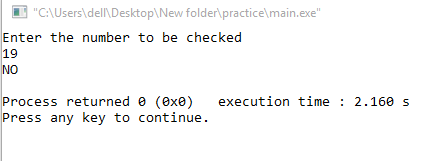 "C:\Users\dell\Desktop\New folder\practice\main.exe"
Enter the number to be checked
19
NO
Process returned 0 (0x0)   execution time : 2.160 s
Press any key to continue.